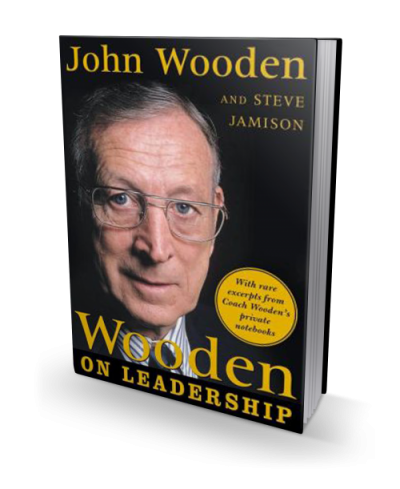 John Wooden
AND STEVE
JAMISON
With rare
excerpts from
Coach Wooden's
private
notebooks
Wooden
ON LEADERSHIP